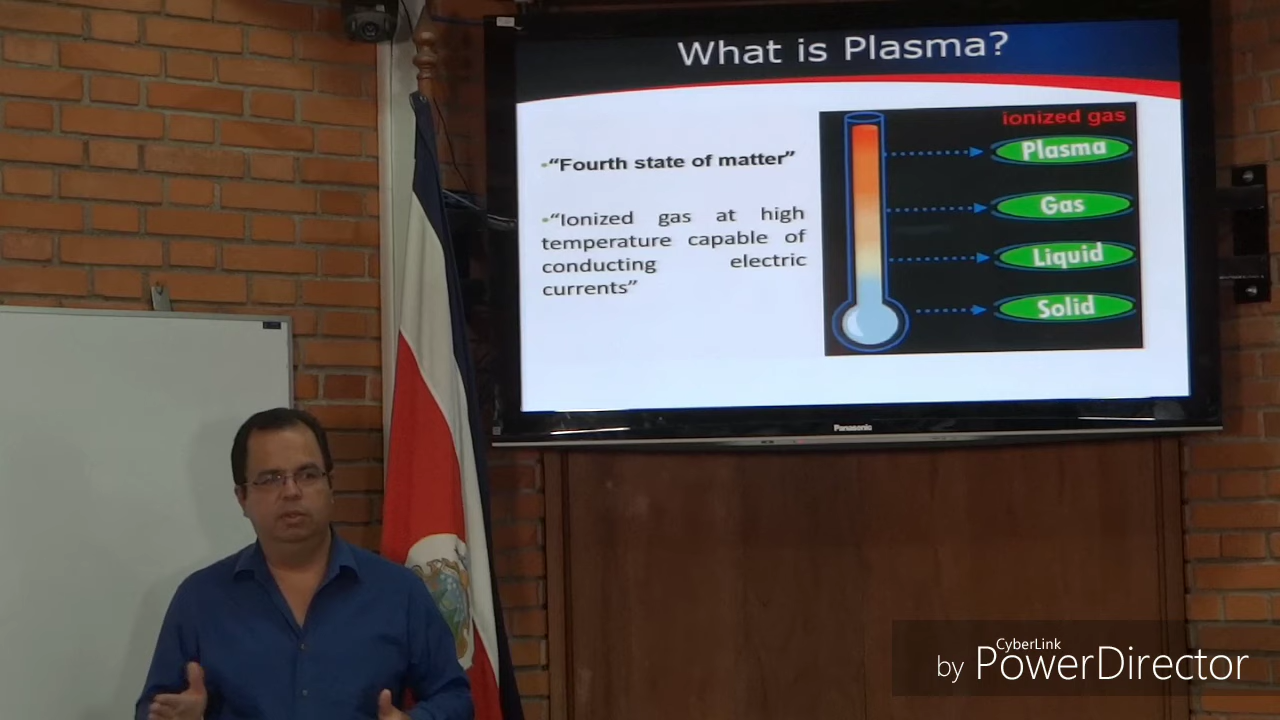 What is Plasma?
•“Fourth state of matter”
•“Ionized gas at high
temperature capable of
conducting electric
currents”
ionized gas
Plasma
Gas
Liquid
Solid
Panasonic
CyberLink
by PowerDirector